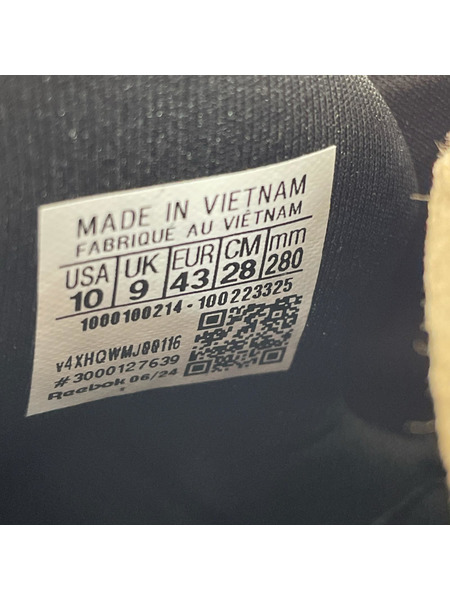 MADE IN VIETNAM
FABRIQUE AU VIÊTNAM
USA UK EUR CM mm
10 9 43 28 280
1000100214-100223325
v4XHQWMJ00116
#3000127639
Reebok 06/24